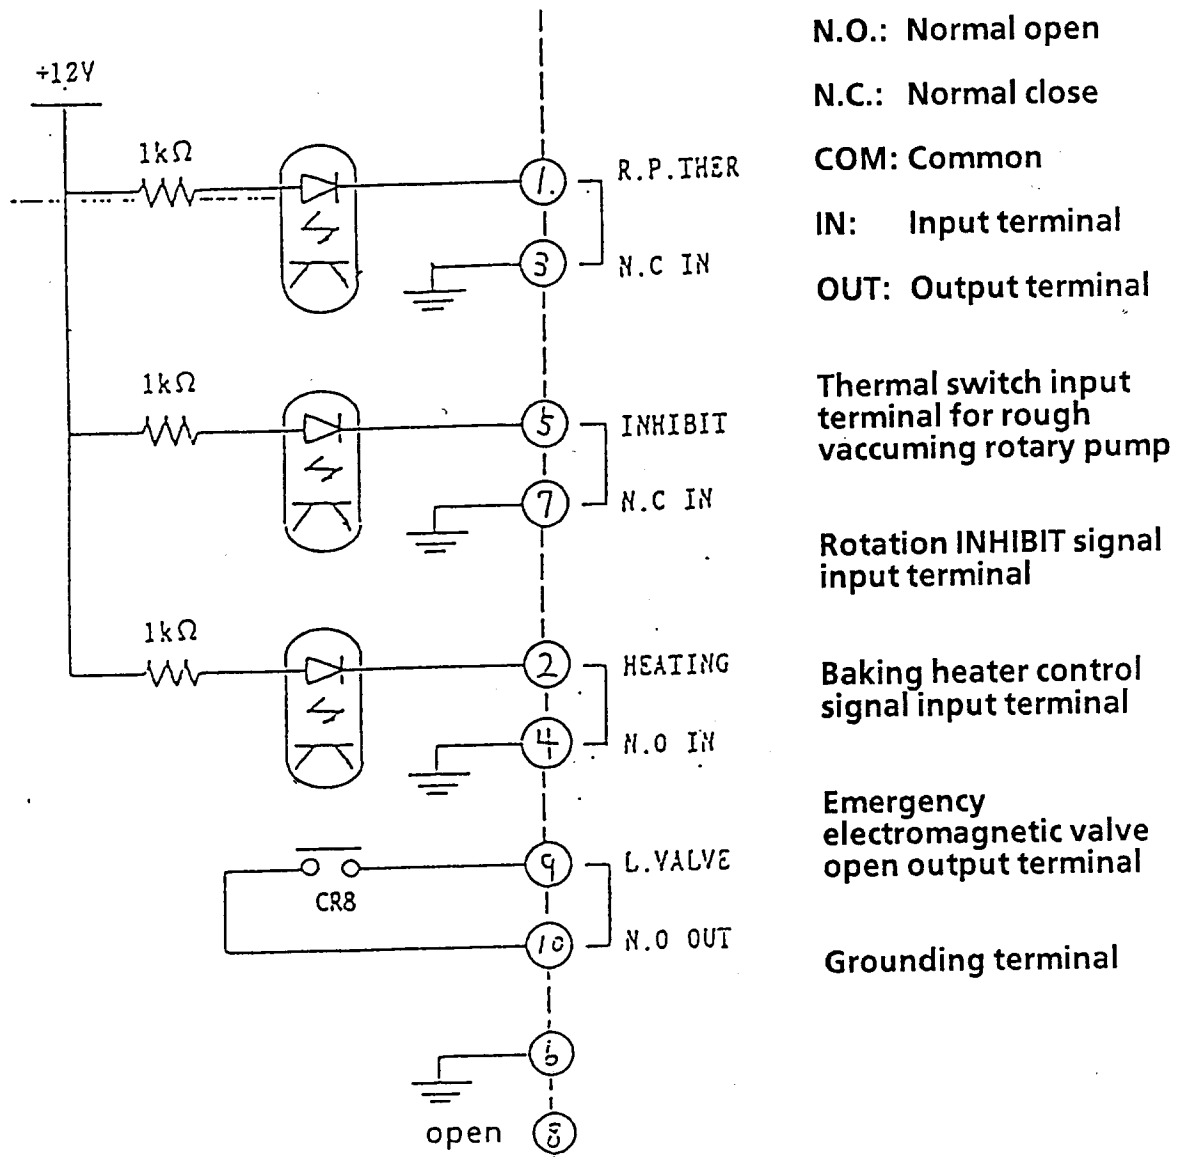 +12V
1kΩ
1.
R.P.THER
3
N.C IN
1kΩ
5
INHIBIT
7
N.C IN
1kΩ
2
HEATING
4
N.O IN
CR8
9
L.VALVE
10
N.O OUT
6
open
8
N.O.: Normal open
N.C.: Normal close
COM: Common
IN: Input terminal
OUT: Output terminal
Thermal switch input
terminal for rough
vaccuming rotary pump
Rotation INHIBIT signal
input terminal
Baking heater control
signal input terminal
Emergency
electromagnetic valve
open output terminal
Grounding terminal